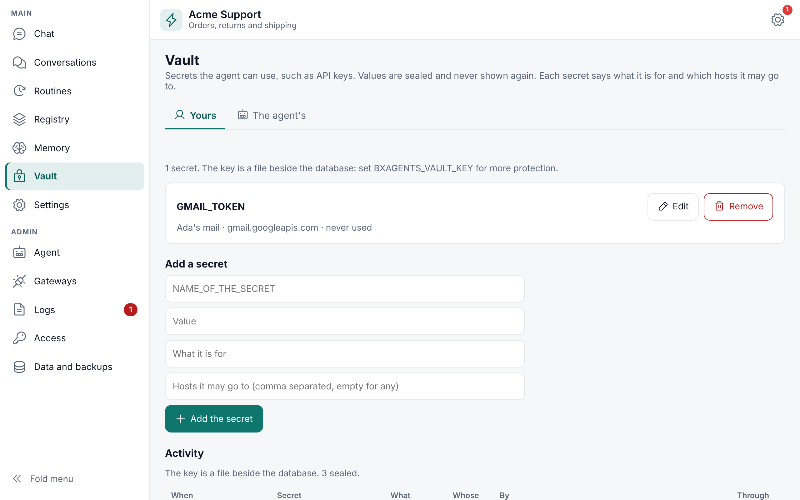 MAIN
Chat
Conversations
Routines
Registry
Memory
Vault
Settings
ADMIN
Agent
Gateways
Logs
1
Access
Data and backups
Fold menu
Acme Support
Orders, returns and shipping
1
Vault
Secrets the agent can use, such as API keys. Values are sealed and never shown again. Each secret says what it is for and which hosts it may go
to.
Yours
The agent's
1 secret. The key is a file beside the database: set BXAGENTS_VAULT_KEY for more protection.
GMAIL_TOKEN
Edit
Remove
Ada's mail · gmail.googleapis.com · never used
Add a secret
NAME_OF_THE_SECRET
Value
What it is for
Hosts it may go to (comma separated, empty for any)
Add the secret
Activity
The key is a file beside the database. 3 sealed.
When Secret What Whose By Through